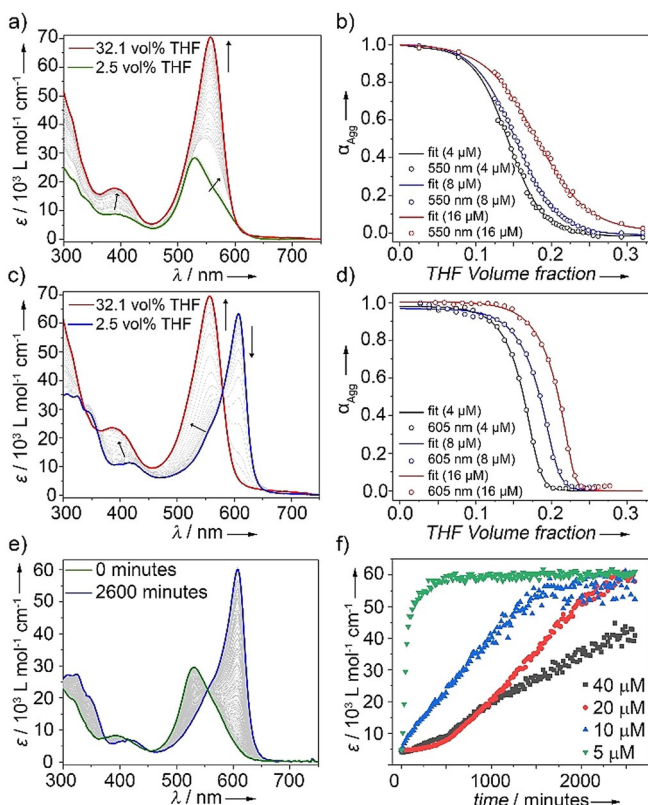 a)
70
60
50
40
30
20
10
0
ε / 10³ L mol⁻¹ cm⁻¹
32.1 vol% THF
2.5 vol% THF
300 400 500 600 700
λ / nm
b)
1.0
0.8
0.6
0.4
0.2
0.0
α_Agg
fit (4 µM)
550 nm (4 µM)
fit (8 µM)
550 nm (8 µM)
fit (16 µM)
550 nm (16 µM)
0.0 0.1 0.2 0.3
THF Volume fraction
c)
70
60
50
40
30
20
10
0
ε / 10³ L mol⁻¹ cm⁻¹
32.1 vol% THF
2.5 vol% THF
300 400 500 600 700
λ / nm
d)
1.0
0.8
0.6
0.4
0.2
0.0
α_Agg
fit (4 µM)
605 nm (4 µM)
fit (8 µM)
605 nm (8 µM)
fit (16 µM)
605 nm (16 µM)
0.0 0.1 0.2 0.3
THF Volume fraction
e)
60
50
40
30
20
10
0
ε / 10³ L mol⁻¹ cm⁻¹
0 minutes
2600 minutes
300 400 500 600 700
λ / nm
f)
60
50
40
30
20
10
0
ε / 10³ L mol⁻¹ cm⁻¹
40 µM
20 µM
10 µM
5 µM
0 1000 2000
time / minutes